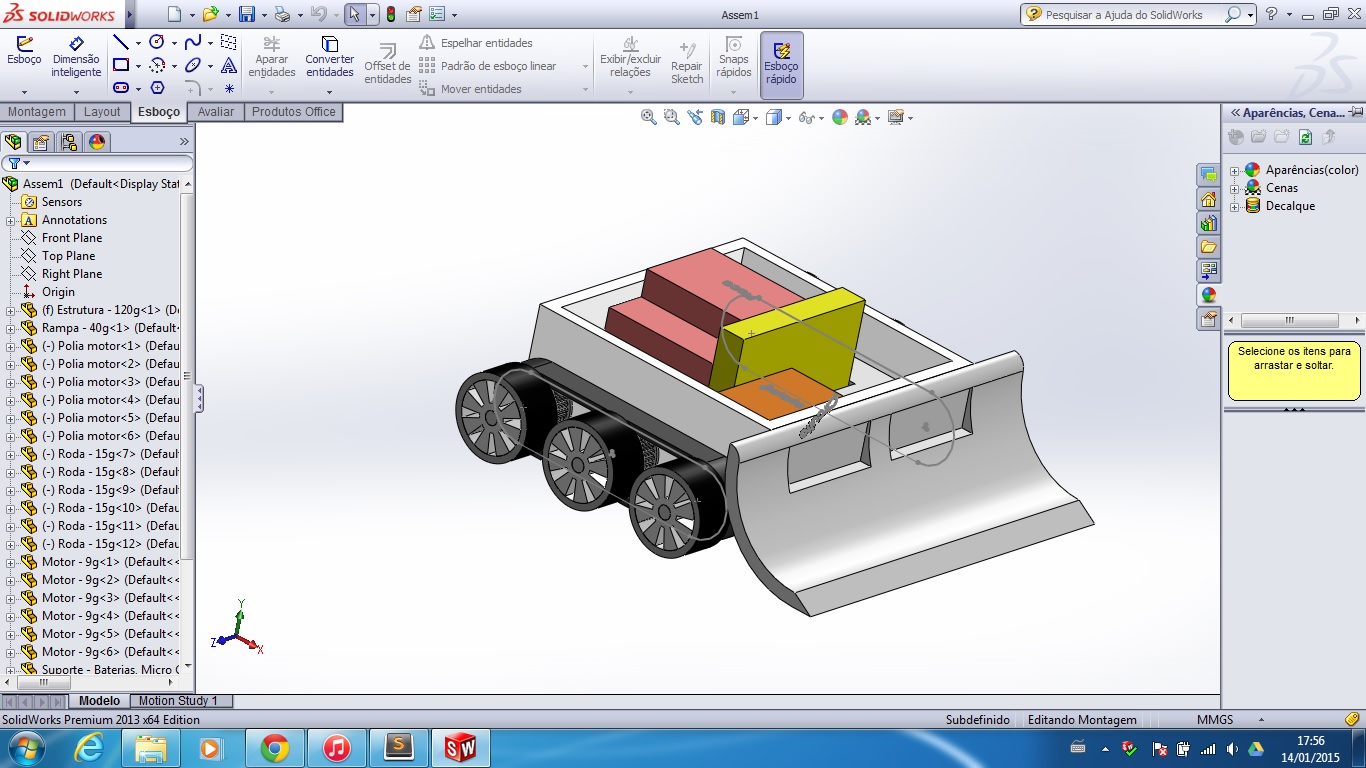 SOLIDWORKS
Assem1
Pesquisar a Ajuda do SolidWorks
Esboço
Dimensão
inteligente
Aparar
entidades
Converter
entidades
Offset de
entidades
Espelhar entidades
Padrão de esboço linear
Mover entidades
Exibir/excluir
relações
Repair
Sketch
Snaps
rápidos
Esboço
rápido
Montagem
Layout
Esboço
Avaliar
Produtos Office
Aparências, Cena...
Assem1 (Default<Display Stat
Sensors
Annotations
Front Plane
Top Plane
Right Plane
Origin
(f) Estrutura - 120g<1> (De
Rampa - 40g<1> (Default<
(-) Polia motor<1> (Defau
(-) Polia motor<2> (Defau
(-) Polia motor<3> (Defau
(-) Polia motor<4> (Defau
(-) Polia motor<5> (Defau
(-) Polia motor<6> (Defau
(-) Roda - 15g<7> (Defaul
(-) Roda - 15g<8> (Defaul
(-) Roda - 15g<9> (Defaul
(-) Roda - 15g<10> (Defau
(-) Roda - 15g<11> (Defau
(-) Roda - 15g<12> (Defau
Motor - 9g<1> (Default<<
Motor - 9g<2> (Default<<
Motor - 9g<3> (Default<<
Motor - 9g<4> (Default<<
Motor - 9g<5> (Default<<
Motor - 9g<6> (Default<<
Suporte - Baterias, Micro C
Aparências(color)
Cenas
Decalque
Selecione os itens para
arrastar e soltar.
Y
Z
X
Modelo
Motion Study 1
SolidWorks Premium 2013 x64 Edition
Subdefinido
Editando Montagem
MMGS
17:56
14/01/2015